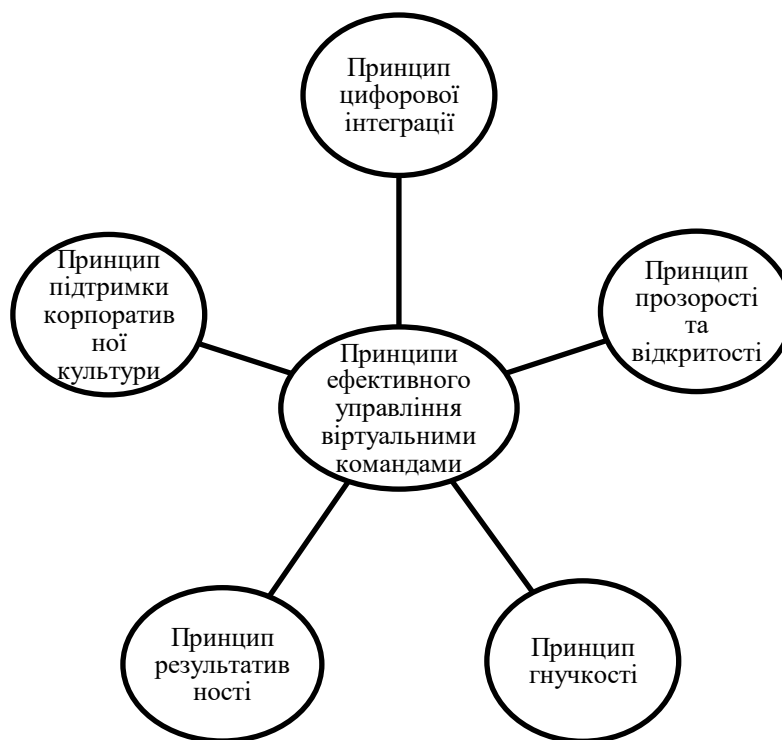 Принцип
цифорової
інтеграції
Принцип
підтримки
корпоратив
ної
культури
Принцип
прозорості
та
відкритості
Принципи
ефективного
управління
віртуальними
командами
Принцип
результатив
ності
Принцип
гнучкості